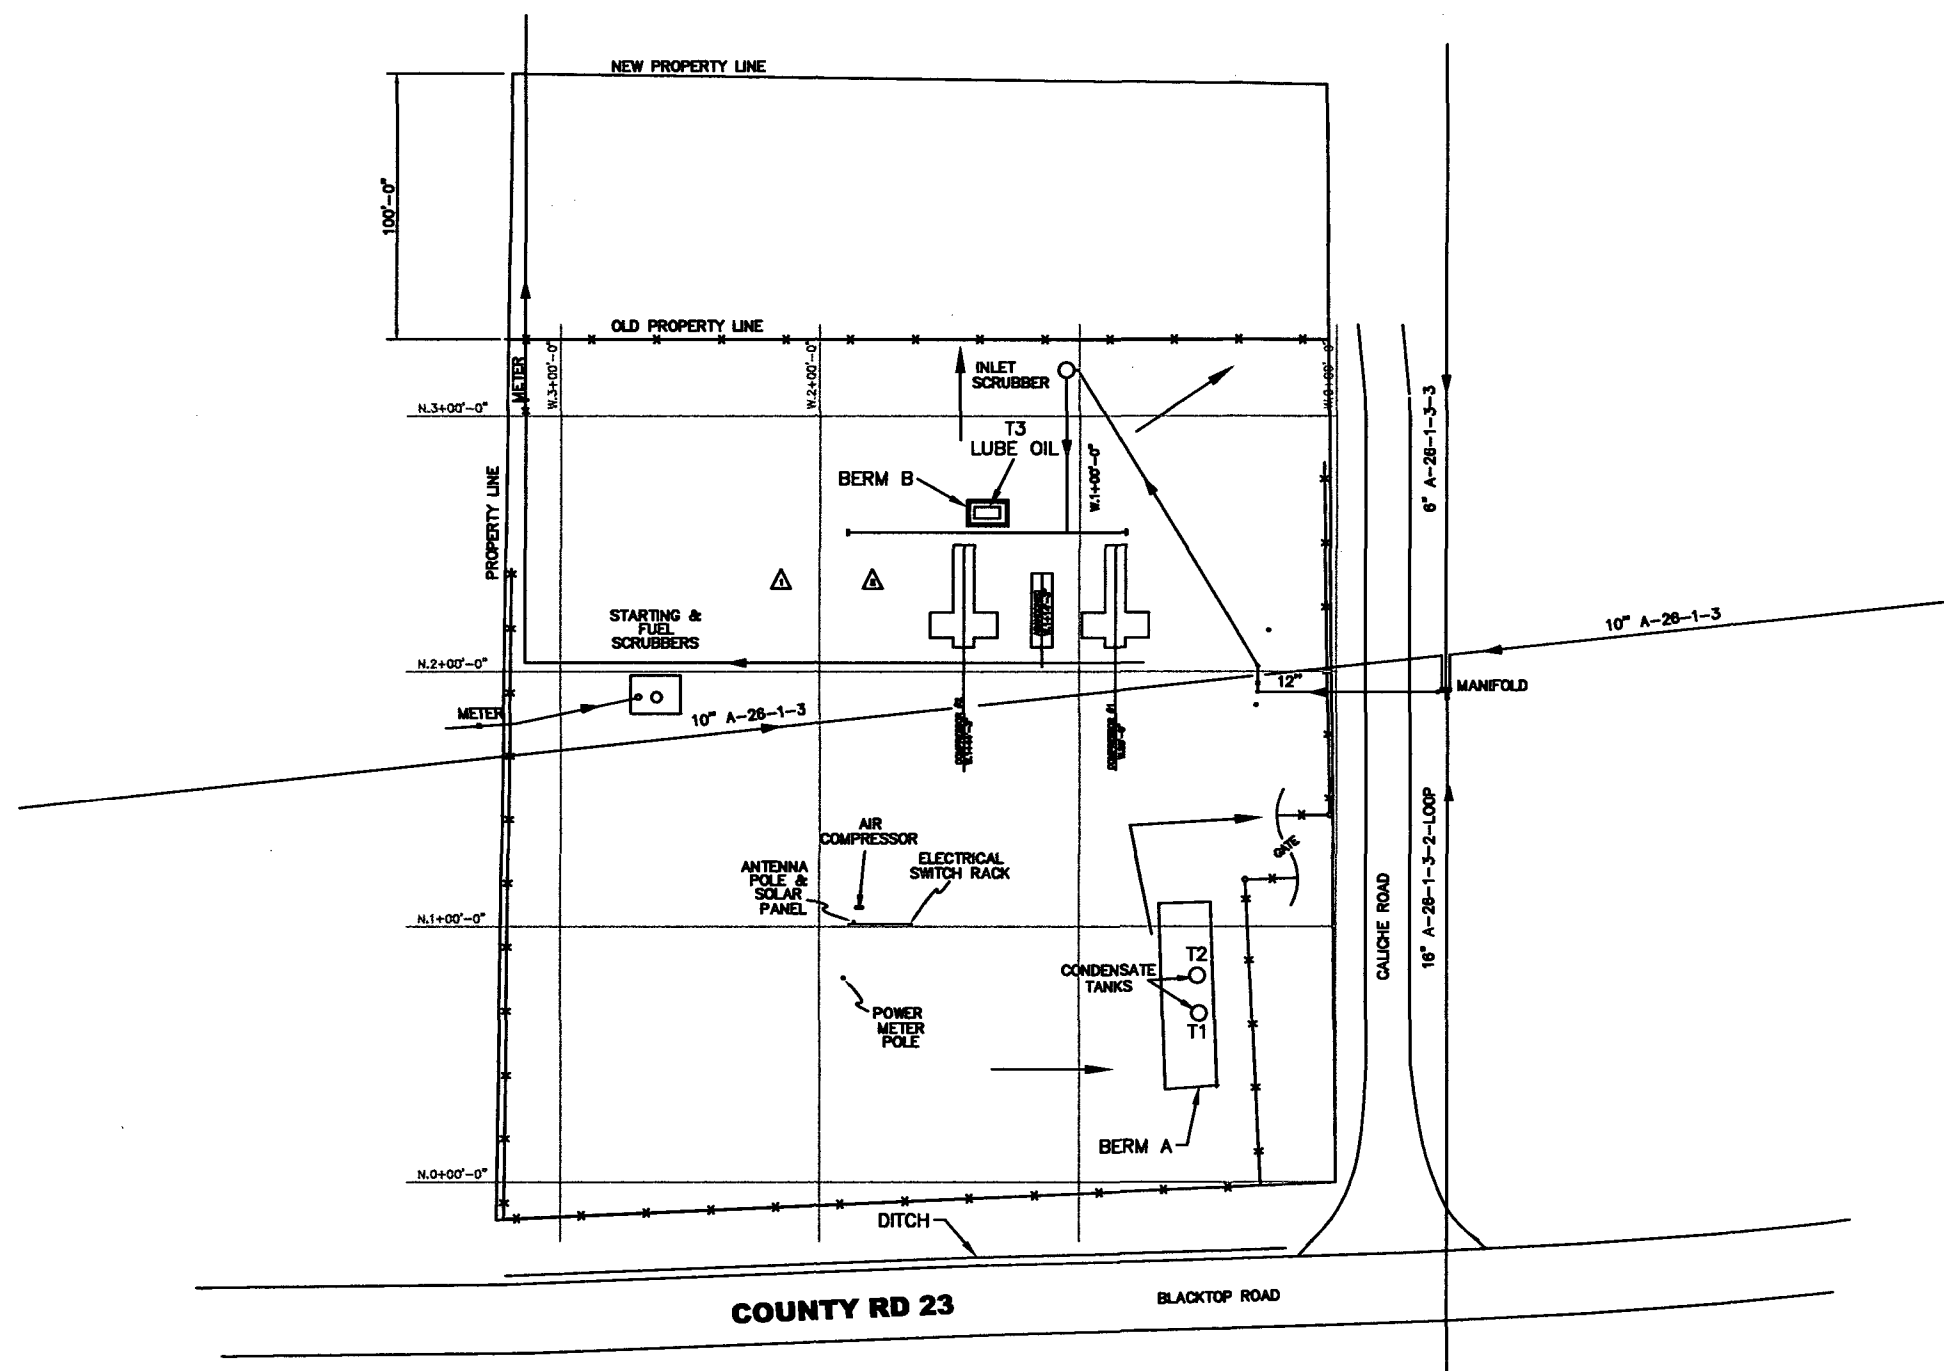 NEW PROPERTY LINE
100'-0"
OLD PROPERTY LINE
METER
W.3+00'-0"
W.2+00'-0"
W.0+00'-0"
INLET
SCRUBBER
N.3+00'-0"
6" A-26-1-3-3
T3
LUBE OIL
W.1+00'-0"
BERM B
PROPERTY LINE
1
STARTING &
FUEL
SCRUBBERS
10" A-26-1-3
N.2+00'-0"
12"
MANIFOLD
METER
10" A-26-1-3
16" A-26-1-3-2-LOOP
AIR
COMPRESSOR
GATE
ANTENNA
POLE &
SOLAR
PANEL
ELECTRICAL
SWITCH RACK
CALICHE ROAD
N.1+00'-0"
T2
CONDENSATE
TANKS
T1
POWER
METER
POLE
BERM A
N.0+00'-0"
DITCH
COUNTY RD 23
BLACKTOP ROAD